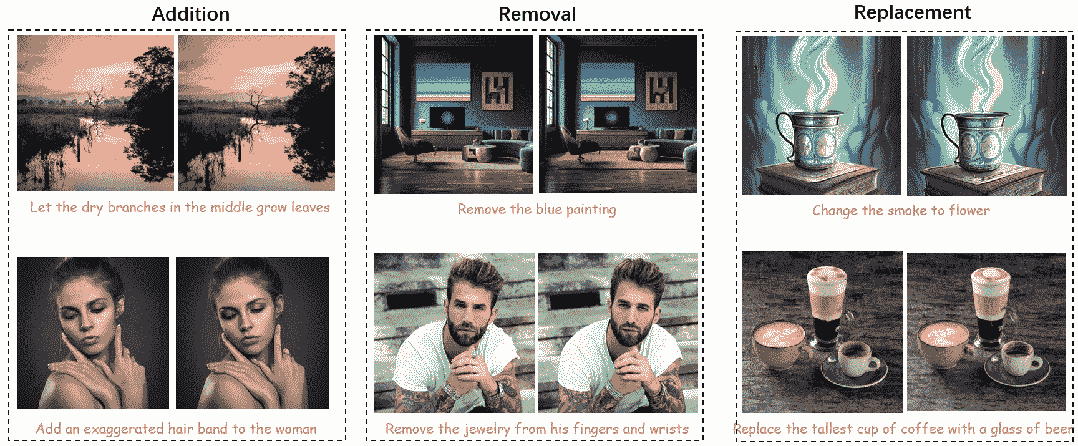 Addition
Removal
Replacement
Let the dry branches in the middle grow leaves
Remove the blue painting
Change the smoke to flower
Add an exaggerated hair band to the woman
Remove the jewelry from his fingers and wrists
Replace the tallest cup of coffee with a glass of beer